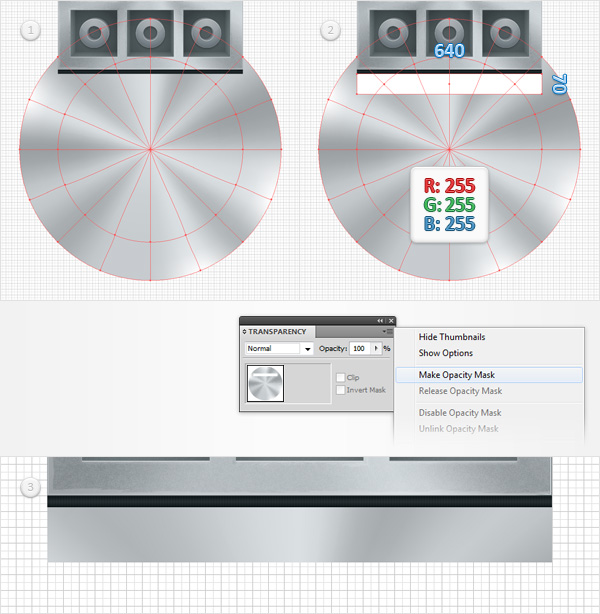 1
2
640
70
R: 255
G: 255
B: 255
TRANSPARENCY
Normal
Opacity: 100 %
Clip
Invert Mask
Hide Thumbnails
Show Options
Make Opacity Mask
Release Opacity Mask
Disable Opacity Mask
Unlink Opacity Mask
3